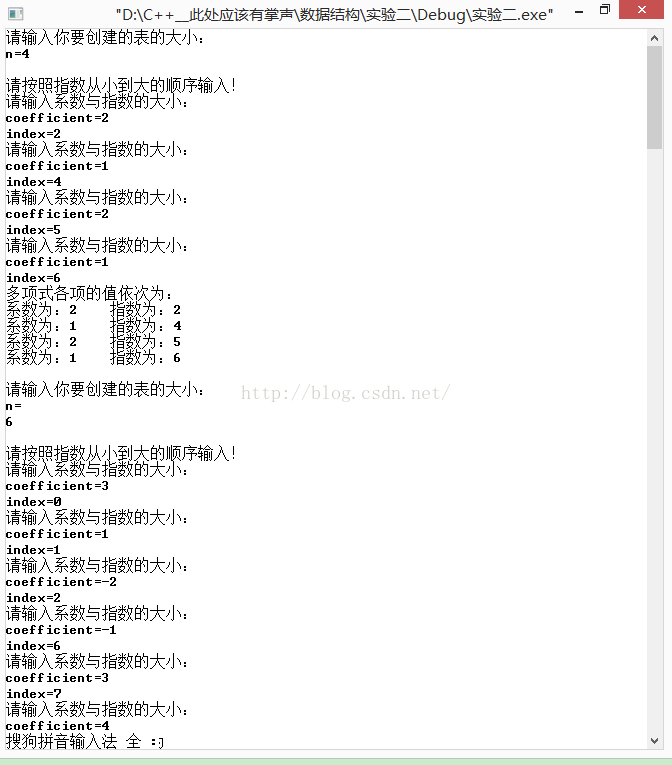 "D:\C++__此处应该有掌声\数据结构\实验二\Debug\实验二.exe"
请输入你要创建的表的大小：
n=4
请按照指数从小到大的顺序输入！
请输入系数与指数的大小：
coefficient=2
index=2
请输入系数与指数的大小：
coefficient=1
index=4
请输入系数与指数的大小：
coefficient=2
index=5
请输入系数与指数的大小：
coefficient=1
index=6
多项式各项的值依次为：
系数为：2 指数为：2
系数为：1 指数为：4
系数为：2 指数为：5
系数为：1 指数为：6
请输入你要创建的表的大小：
n=
6
http://blog.csdn.net/
请按照指数从小到大的顺序输入！
请输入系数与指数的大小：
coefficient=3
index=0
请输入系数与指数的大小：
coefficient=1
index=1
请输入系数与指数的大小：
coefficient=-2
index=2
请输入系数与指数的大小：
coefficient=-1
index=6
请输入系数与指数的大小：
coefficient=3
index=7
请输入系数与指数的大小：
coefficient=4
搜狗拼音输入法 全 ：